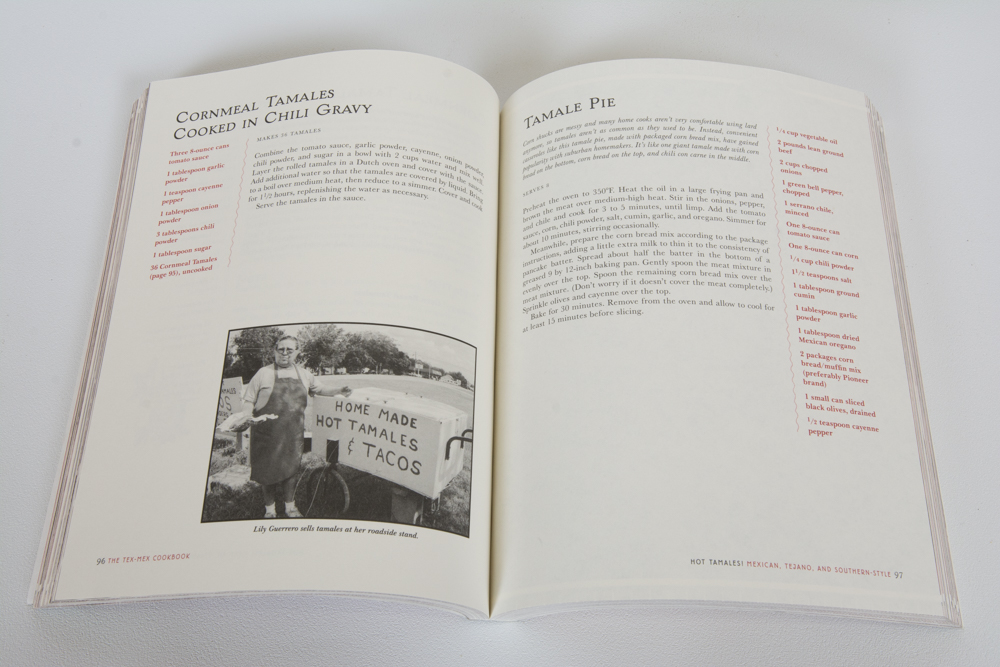 CORNMEAL TAMALES
COOKED IN CHILI GRAVY
MAKES 36 TAMALES
Three 8-ounce cans
tomato sauce
1 tablespoon garlic
powder
1 teaspoon cayenne
pepper
1 tablespoon onion
powder
3 tablespoons chili
powder
1 tablespoon sugar
36 Cornmeal Tamales
(page 95), uncooked
Combine the tomato sauce, garlic powder, cayenne, onion powder,
chili powder, and sugar in a bowl with 2 cups water and mix well.
Layer the rolled tamales in a Dutch oven and cover with the sauce.
Add additional water so that the tamales are covered by liquid. Bring
to a boil over medium heat, then reduce to a simmer. Cover and cook
for 1½ hours, replenishing the water as necessary.
Serve the tamales in the sauce.
HOME MADE
HOT TAMALES
& TACOS
Lily Guerrero sells tamales at her roadside stand.
96 THE TEX-MEX COOKBOOK
TAMALE PIE
Corn shucks are messy and many home cooks aren't very comfortable using lard
anymore, so tamales aren't as common as they used to be. Instead, convenient
casseroles like this tamale pie, made with packaged corn bread mix, have gained
popularity with suburban homemakers. It's like one giant tamale made with corn
bread on the bottom, corn bread on the top, and chili con carne in the middle.
SERVES 8
Preheat the oven to 350°F. Heat the oil in a large frying pan and
brown the meat over medium-high heat. Stir in the onions, pepper,
and chile and cook for 3 to 5 minutes, until limp. Add the tomato
sauce, corn, chili powder, salt, cumin, garlic, and oregano. Simmer for
about 10 minutes, stirring occasionally.
Meanwhile, prepare the corn bread mix according to the package
instructions, adding a little extra milk to thin it to the consistency of
pancake batter. Spread about half the batter in the bottom of a
greased 9 by 12-inch baking pan. Gently spoon the meat mixture in
evenly over the top. Spoon the remaining corn bread mix over the
meat mixture. (Don't worry if it doesn't cover the meat completely.)
Sprinkle olives and cayenne over the top.
Bake for 30 minutes. Remove from the oven and allow to cool for
at least 15 minutes before slicing.
¼ cup vegetable oil
2 pounds lean ground
beef
2 cups chopped
onions
1 green bell pepper,
chopped
1 serrano chile,
minced
One 8-ounce can
tomato sauce
One 8-ounce can corn
¼ cup chili powder
1½ teaspoons salt
1 tablespoon ground
cumin
1 tablespoon garlic
powder
1 tablespoon dried
Mexican oregano
2 packages corn
bread/muffin mix
(preferably Pioneer
brand)
1 small can sliced
black olives, drained
½ teaspoon cayenne
pepper
HOT TAMALES! MEXICAN, TEJANO, AND SOUTHERN-STYLE 97